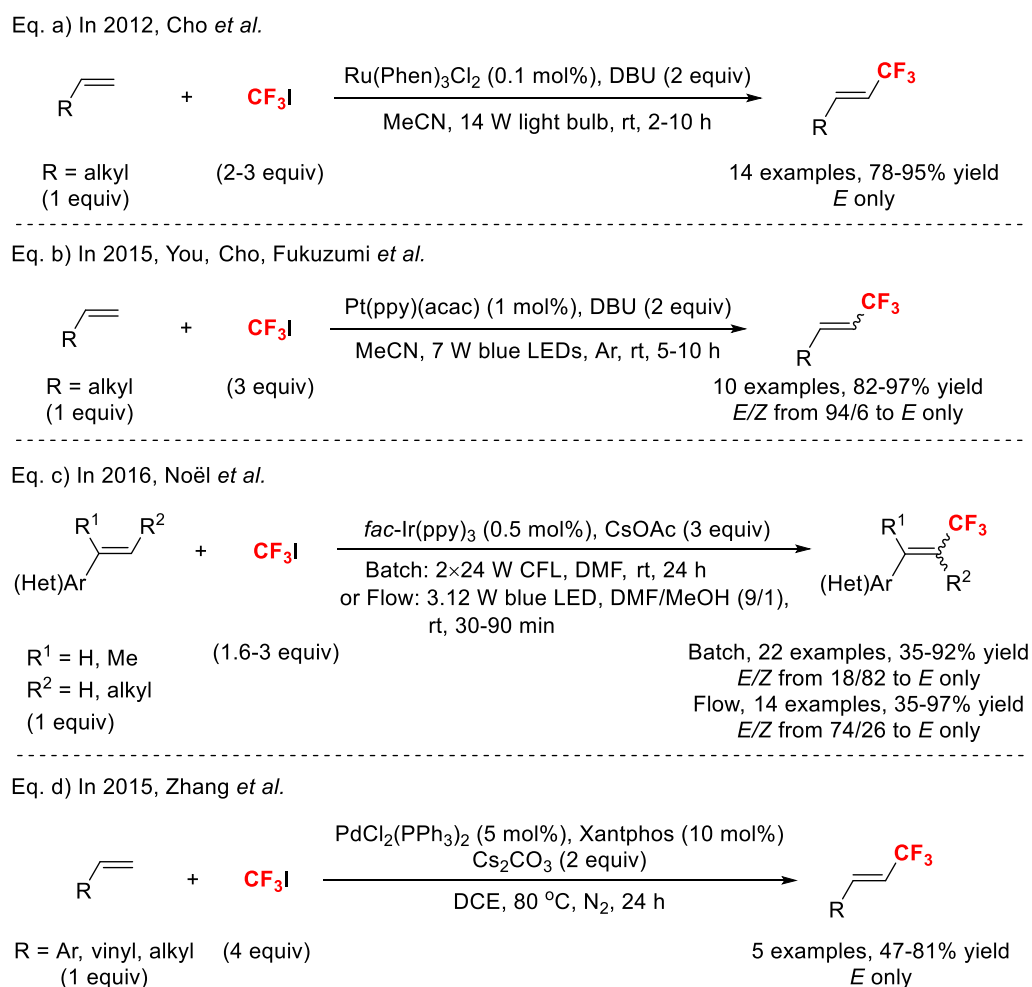 Eq. a) In 2012, Cho et al.
R
+
CF3I
Ru(Phen)3Cl2 (0.1 mol%), DBU (2 equiv)
MeCN, 14 W light bulb, rt, 2-10 h
CF3
R
R = alkyl
(1 equiv)
(2-3 equiv)
14 examples, 78-95% yield
E only
Eq. b) In 2015, You, Cho, Fukuzumi et al.
R
+
CF3I
Pt(ppy)(acac) (1 mol%), DBU (2 equiv)
MeCN, 7 W blue LEDs, Ar, rt, 5-10 h
CF3
R
R = alkyl
(1 equiv)
(3 equiv)
10 examples, 82-97% yield
E/Z from 94/6 to E only
Eq. c) In 2016, Noël et al.
R1 R2
(Het)Ar
+
CF3I
fac-Ir(ppy)3 (0.5 mol%), CsOAc (3 equiv)
Batch: 2×24 W CFL, DMF, rt, 24 h
or Flow: 3.12 W blue LED, DMF/MeOH (9/1),
rt, 30-90 min
R1 CF3
(Het)Ar R2
R1 = H, Me
R2 = H, alkyl
(1 equiv)
(1.6-3 equiv)
Batch, 22 examples, 35-92% yield
E/Z from 18/82 to E only
Flow, 14 examples, 35-97% yield
E/Z from 74/26 to E only
Eq. d) In 2015, Zhang et al.
R
+
CF3I
PdCl2(PPh3)2 (5 mol%), Xantphos (10 mol%)
Cs2CO3 (2 equiv)
DCE, 80 oC, N2, 24 h
CF3
R
R = Ar, vinyl, alkyl
(1 equiv)
(4 equiv)
5 examples, 47-81% yield
E only